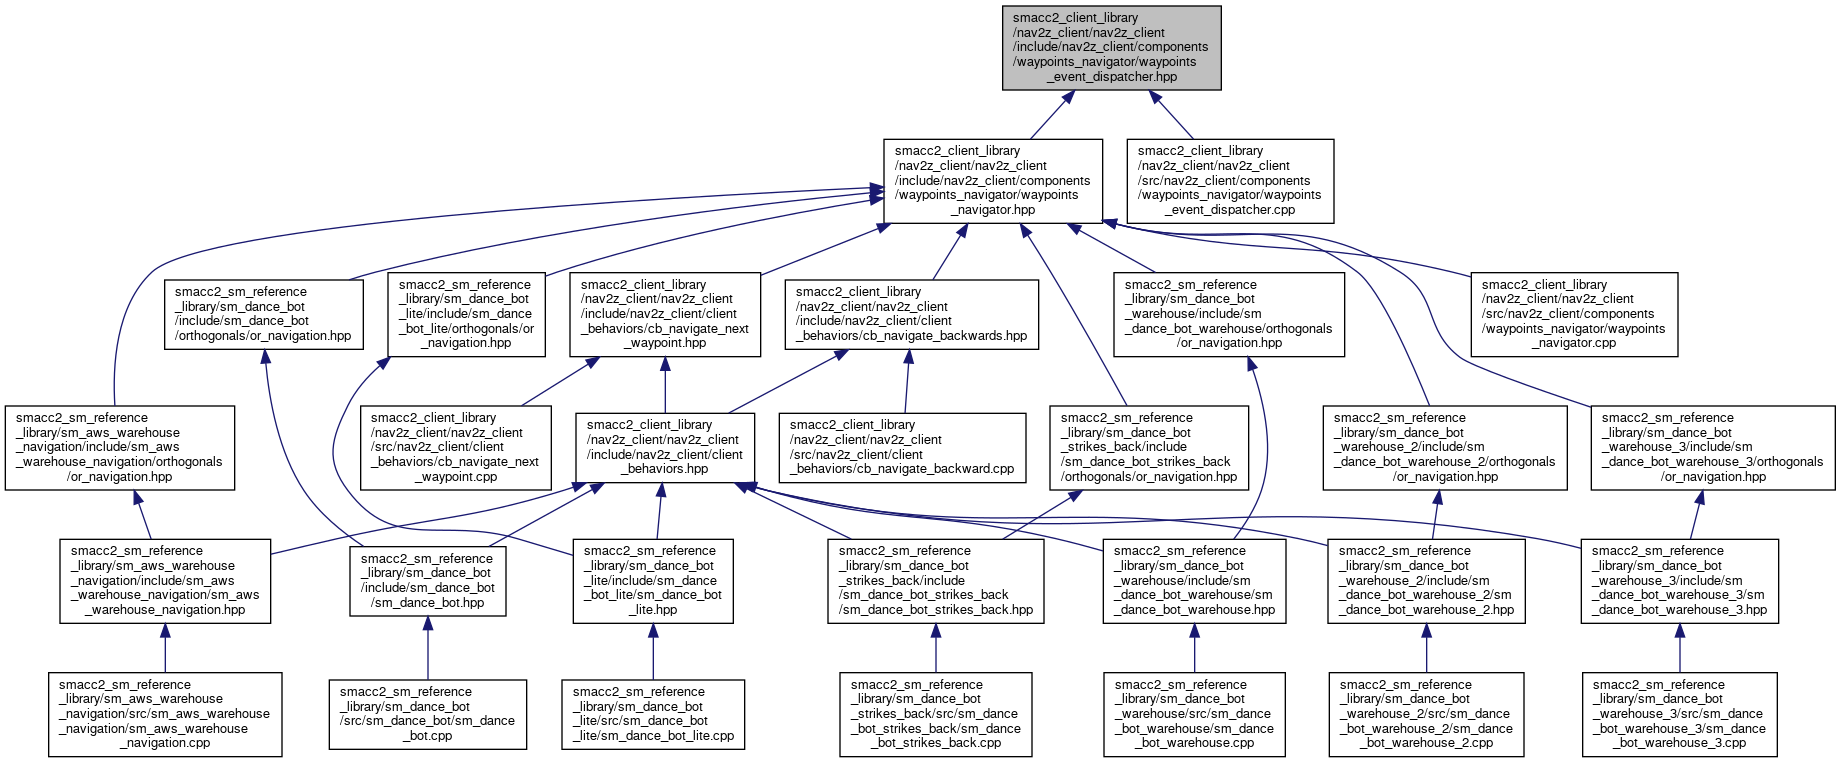 smacc2_client_library
/nav2z_client/nav2z_client
/include/nav2z_client/components
/waypoints_navigator/waypoints
_event_dispatcher.hpp
smacc2_client_library
/nav2z_client/nav2z_client
/include/nav2z_client/components
/waypoints_navigator/waypoints
_navigator.hpp
smacc2_client_library
/nav2z_client/nav2z_client
/src/nav2z_client/components
/waypoints_navigator/waypoints
_event_dispatcher.cpp
smacc2_sm_reference
_library/sm_dance_bot
/include/sm_dance_bot
/orthogonals/or_navigation.hpp
smacc2_sm_reference
_library/sm_dance_bot
_lite/include/sm_dance
_bot_lite/orthogonals/or
_navigation.hpp
smacc2_client_library
/nav2z_client/nav2z_client
/include/nav2z_client/client
_behaviors/cb_navigate_next
_waypoint.hpp
smacc2_client_library
/nav2z_client/nav2z_client
/include/nav2z_client/client
_behaviors/cb_navigate_backwards.hpp
smacc2_sm_reference
_library/sm_dance_bot
_warehouse/include/sm
_dance_bot_warehouse/orthogonals
/or_navigation.hpp
smacc2_client_library
/nav2z_client/nav2z_client
/src/nav2z_client/components
/waypoints_navigator/waypoints
_navigator.cpp
smacc2_sm_reference
_library/sm_aws_warehouse
_navigation/include/sm_aws
_warehouse_navigation/orthogonals
/or_navigation.hpp
smacc2_client_library
/nav2z_client/nav2z_client
/src/nav2z_client/client
_behaviors/cb_navigate_next
_waypoint.cpp
smacc2_client_library
/nav2z_client/nav2z_client
/include/nav2z_client/client
_behaviors.hpp
smacc2_client_library
/nav2z_client/nav2z_client
/src/nav2z_client/client
_behaviors/cb_navigate_backward.cpp
smacc2_sm_reference
_library/sm_dance_bot
_strikes_back/include
/sm_dance_bot_strikes_back
/orthogonals/or_navigation.hpp
smacc2_sm_reference
_library/sm_dance_bot
_warehouse_2/include/sm
_dance_bot_warehouse_2/orthogonals
/or_navigation.hpp
smacc2_sm_reference
_library/sm_dance_bot
_warehouse_3/include/sm
_dance_bot_warehouse_3/orthogonals
/or_navigation.hpp
smacc2_sm_reference
_library/sm_aws_warehouse
_navigation/include/sm_aws
_warehouse_navigation/sm_aws
_warehouse_navigation.hpp
smacc2_sm_reference
_library/sm_dance_bot
/include/sm_dance_bot
/sm_dance_bot.hpp
smacc2_sm_reference
_library/sm_dance_bot
_lite/include/sm_dance
_bot_lite/sm_dance_bot
_lite.hpp
smacc2_sm_reference
_library/sm_dance_bot
_strikes_back/include
/sm_dance_bot_strikes_back
/sm_dance_bot_strikes_back.hpp
smacc2_sm_reference
_library/sm_dance_bot
_warehouse/include/sm
_dance_bot_warehouse/sm
_dance_bot_warehouse.hpp
smacc2_sm_reference
_library/sm_dance_bot
_warehouse_2/include/sm
_dance_bot_warehouse_2/sm
_dance_bot_warehouse_2.hpp
smacc2_sm_reference
_library/sm_dance_bot
_warehouse_3/include/sm
_dance_bot_warehouse_3/sm
_dance_bot_warehouse_3.hpp
smacc2_sm_reference
_library/sm_aws_warehouse
_navigation/src/sm_aws_warehouse
_navigation/sm_aws_warehouse
_navigation.cpp
smacc2_sm_reference
_library/sm_dance_bot
/src/sm_dance_bot/sm_dance
_bot.cpp
smacc2_sm_reference
_library/sm_dance_bot
_lite/src/sm_dance_bot
_lite/sm_dance_bot_lite.cpp
smacc2_sm_reference
_library/sm_dance_bot
_strikes_back/src/sm_dance
_bot_strikes_back/sm_dance
_bot_strikes_back.cpp
smacc2_sm_reference
_library/sm_dance_bot
_warehouse/src/sm_dance
_bot_warehouse/sm_dance
_bot_warehouse.cpp
smacc2_sm_reference
_library/sm_dance_bot
_warehouse_2/src/sm_dance
_bot_warehouse_2/sm_dance
_bot_warehouse_2.cpp
smacc2_sm_reference
_library/sm_dance_bot
_warehouse_3/src/sm_dance
_bot_warehouse_3/sm_dance
_bot_warehouse_3.cpp